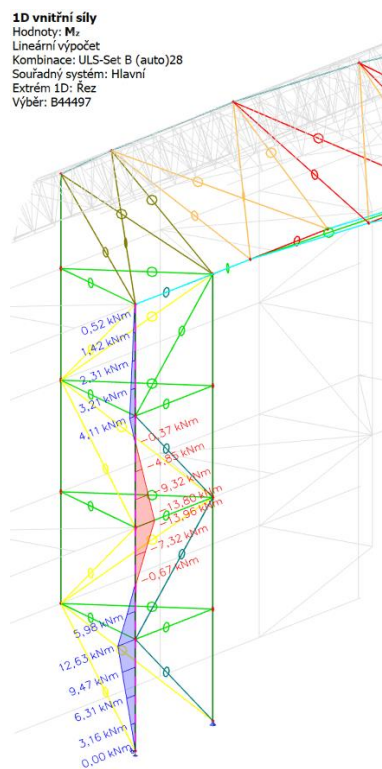 1D vnitřní síly
Hodnoty: Mz
Lineární výpočet
Kombinace: ULS-Set B (auto)28
Souřadný systém: Hlavní
Extrém 1D: Řez
Výběr: B44497
0,52 kNm
1,42 kNm
2,31 kNm
3,21 kNm
4,11 kNm
-0,37 kNm
-4,85 kNm
-9,32 kNm
-13,80 kNm
-13,96 kNm
-7,32 kNm
-0,67 kNm
5,98 kNm
12,63 kNm
9,47 kNm
6,31 kNm
3,16 kNm
0,00 kNm